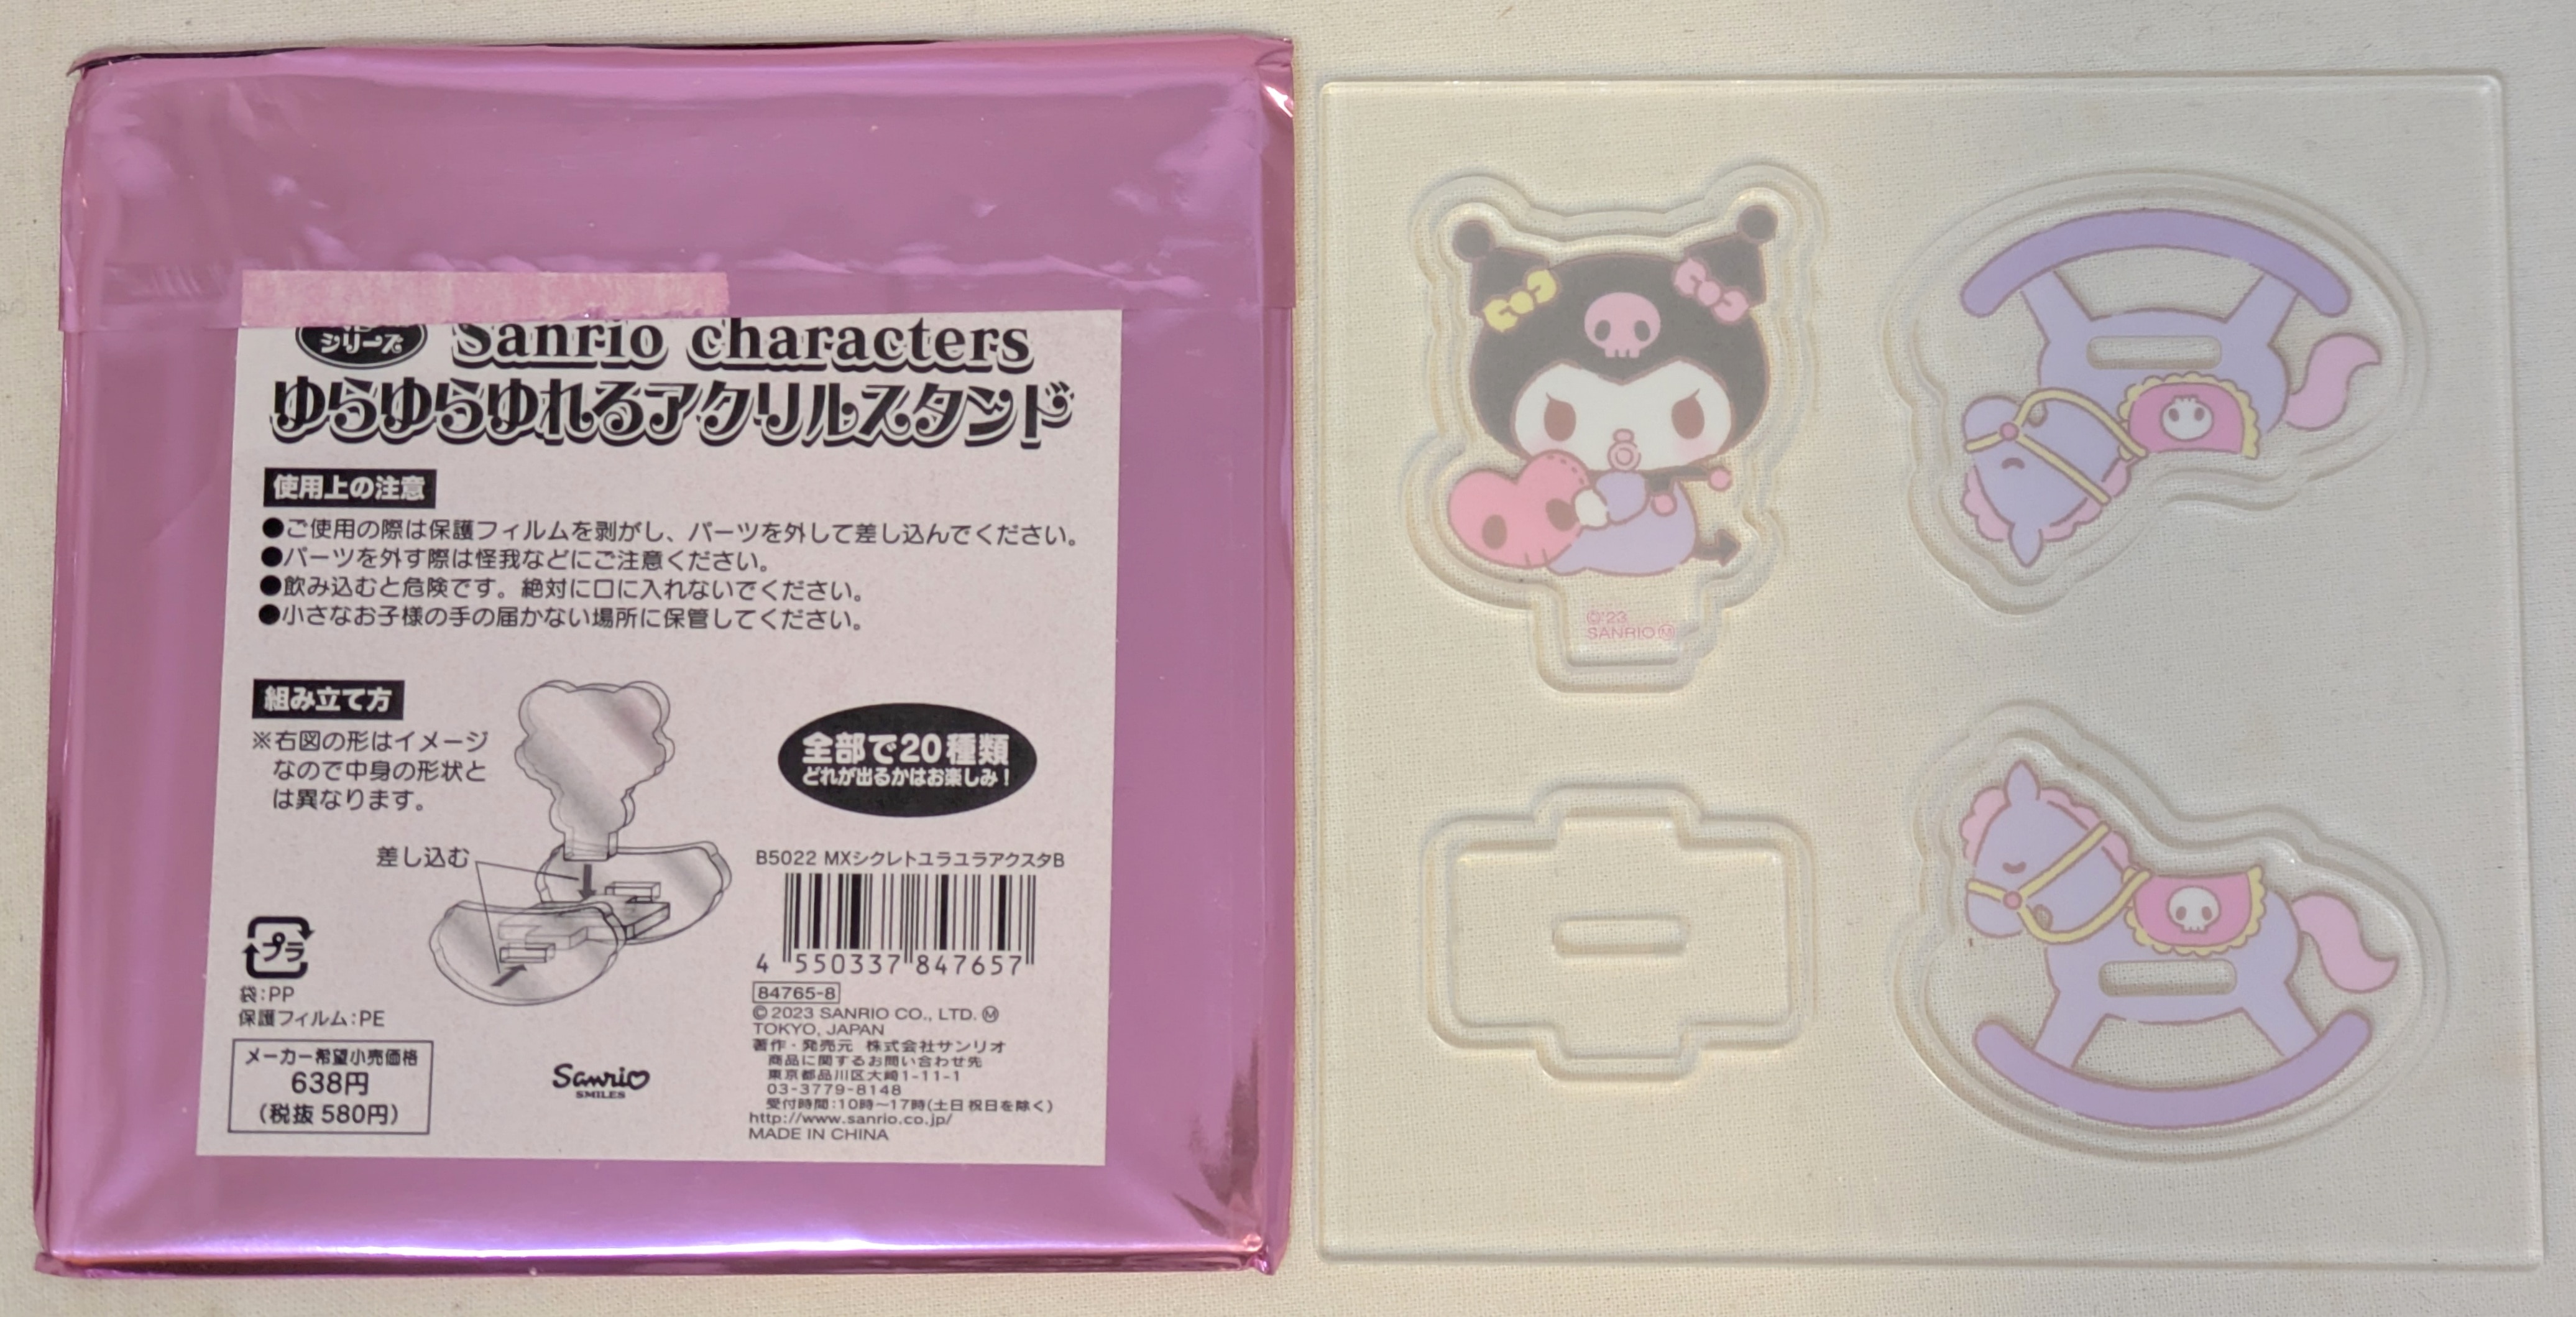 シリーズ
Sanrio characters
ゆらゆらゆれるアクリルスタンド
使用上の注意
●ご使用の際は保護フィルムを剥がし、パーツを外して差し込んでください。
●パーツを外す際は怪我などにご注意ください。
●飲み込むと危険です。絶対に口に入れないでください。
●小さなお子様の手の届かない場所に保管してください。
組み立て方
※右図の形はイメージ
なので中身の形状と
は異なります。
差し込む
全部で20種類
どれが出るかはお楽しみ!
プラ
袋:PP
保護フィルム:PE
メーカー希望小売価格
638円
(税抜 580円)
Sanrio
SMILES
B5022 MXシクレトユラユラアクスタB
4 550337 847657
84765-8
©2023 SANRIO CO., LTD. Ⓜ
TOKYO, JAPAN
著作・発売元 株式会社サンリオ
商品に関するお問い合わせ先
東京都品川区大崎1-11-1
03-3779-8148
受付時間:10時～17時(土日祝日を除く)
http://www.sanrio.co.jp/
MADE IN CHINA
©'23
SANRIOⓂ